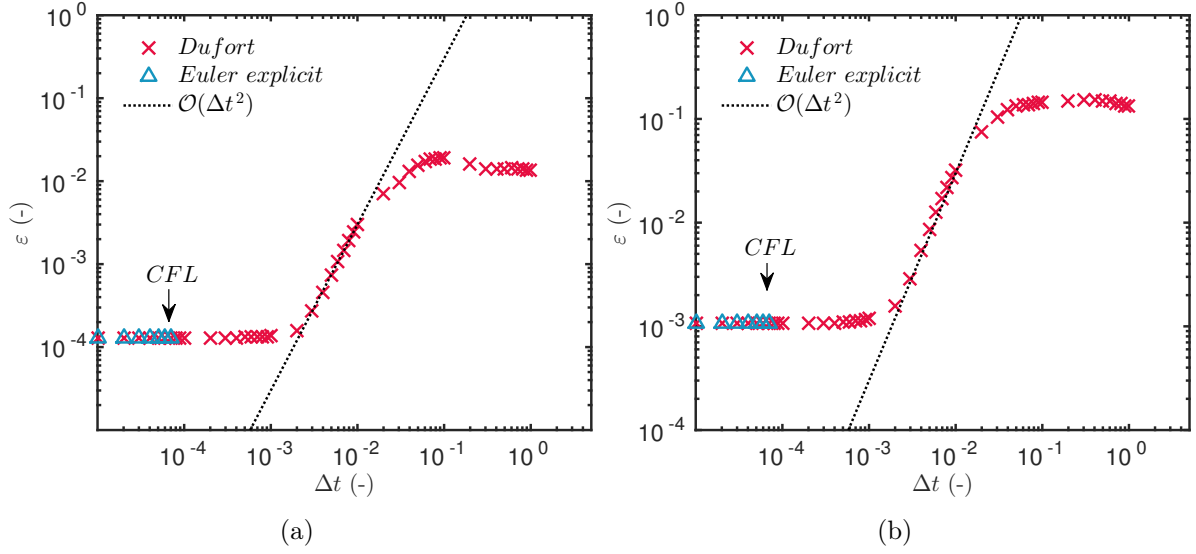 10^0
10^-1
10^-2
10^-3
10^-4
ε (-)
Dufort
Euler explicit
O(Δt^2)
CFL
10^-4
10^-3
10^-2
10^-1
10^0
Δt (-)
(a)
10^0
10^-1
10^-2
10^-3
10^-4
ε (-)
Dufort
Euler explicit
O(Δt^2)
CFL
10^-4
10^-3
10^-2
10^-1
10^0
Δt (-)
(b)